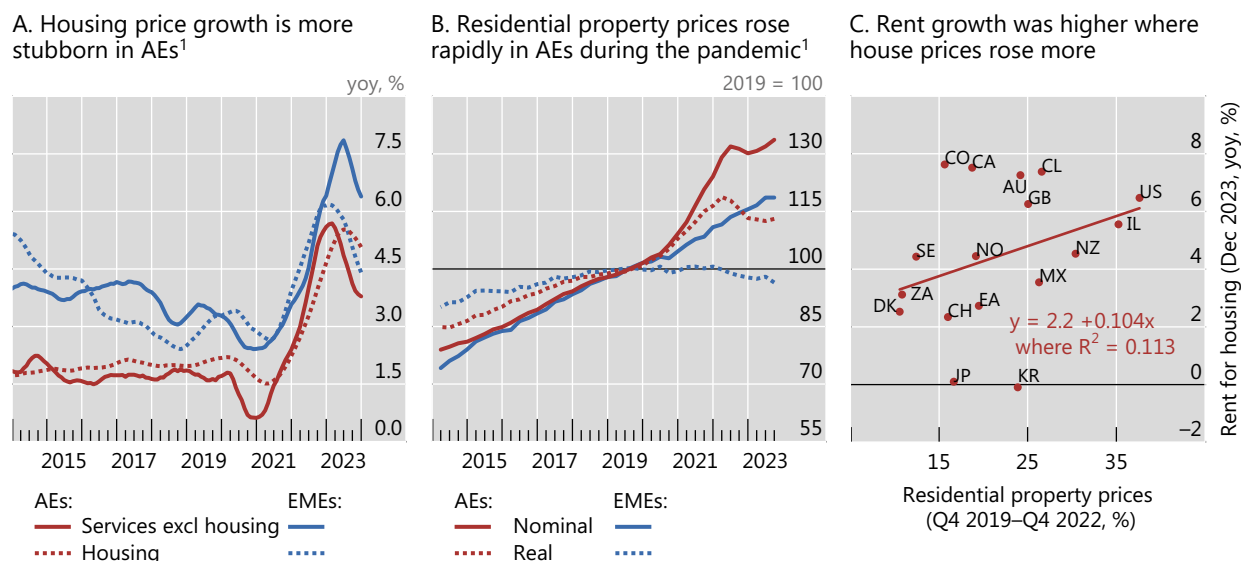 A. Housing price growth is more
stubborn in AEs¹
yoy, %
7.5
6.0
4.5
3.0
1.5
0.0
2015 2017 2019 2021 2023
AEs: EMEs:
Services excl housing
Housing
B. Residential property prices rose
rapidly in AEs during the pandemic¹
2019 = 100
130
115
100
85
70
55
2015 2017 2019 2021 2023
AEs: EMEs:
Nominal
Real
C. Rent growth was higher where
house prices rose more
8
6
4
2
0
–2
Rent for housing (Dec 2023, yoy, %)
CO
CA
CL
AU
GB
US
IL
SE
NO
NZ
MX
ZA
DK
CH
EA
y = 2.2 +0.104x
where R² = 0.113
JP
KR
15 25 35
Residential property prices
(Q4 2019–Q4 2022, %)